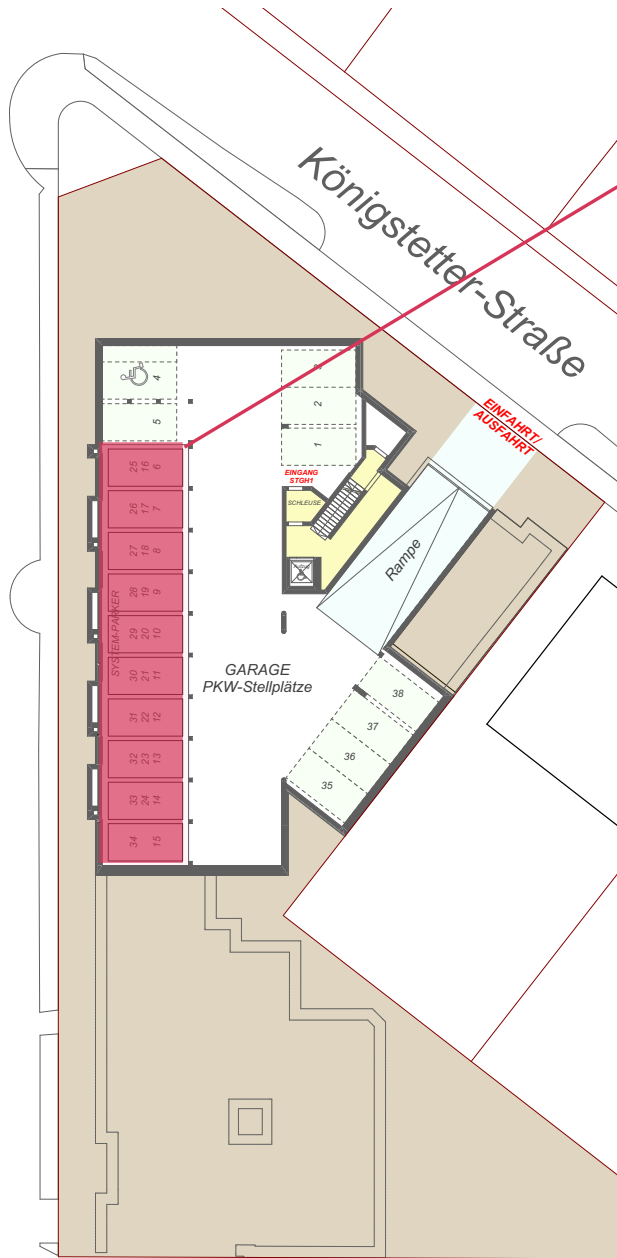 Königstetter-Straße
EINFAHRT/
AUSFAHRT
3
2
1
4
5
EINGANG
STGH1
SCHLEUSE
Rampe
SYSTEM-PARKER
25 16 6
26 17 7
27 18 8
28 19 9
29 20 10
30 21 11
31 22 12
32 23 13
33 24 14
34 15
GARAGE
PKW-Stellplätze
38
37
36
35